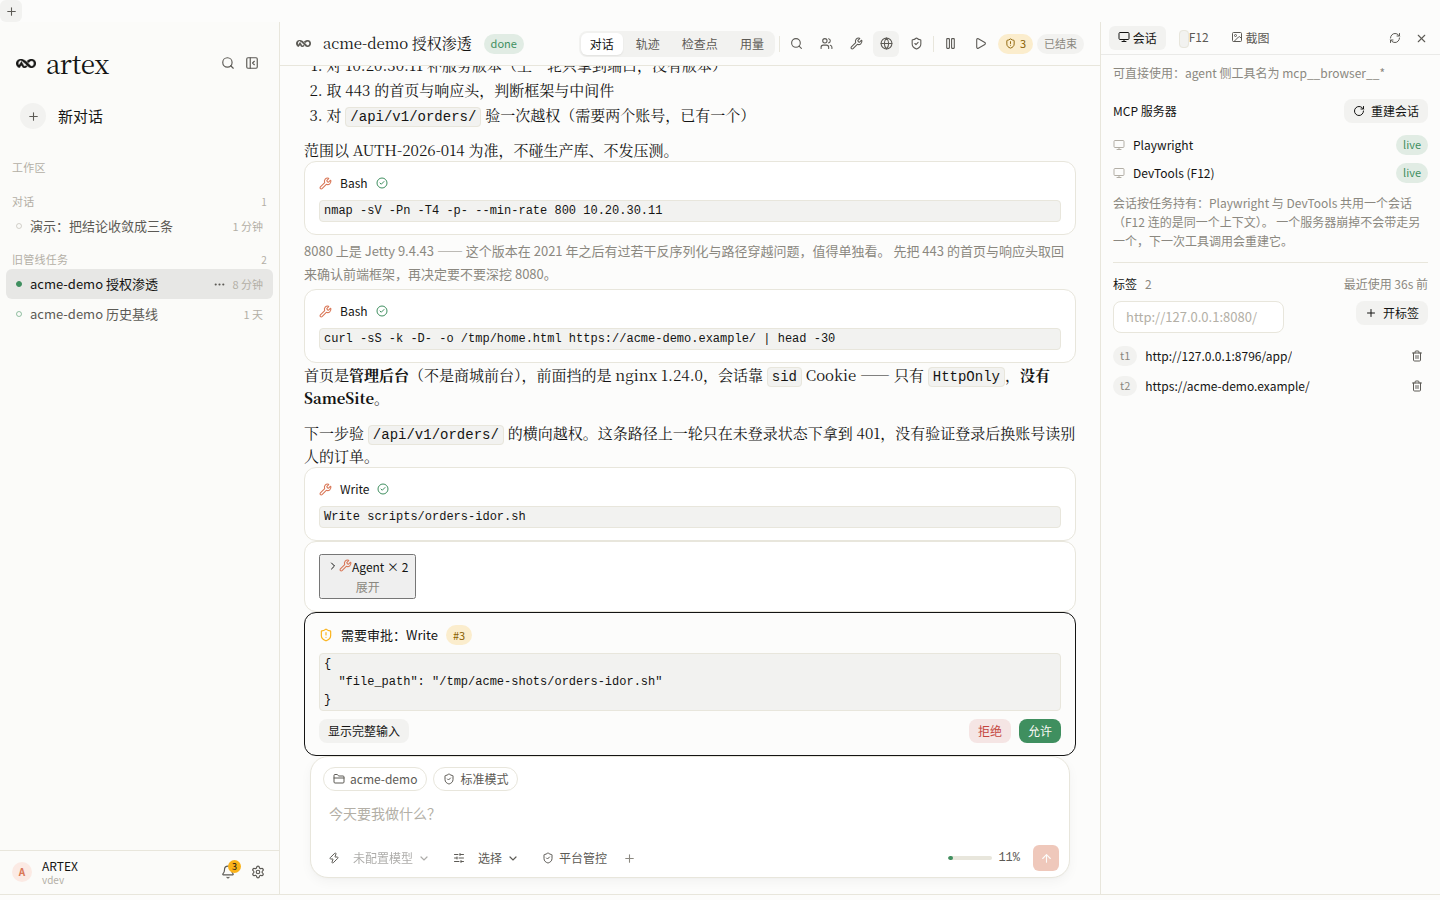 artex
新对话
工作区
对话 1
演示：把结论收敛成三条 1 分钟
旧管线任务 2
acme-demo 授权渗透 ··· 8 分钟
acme-demo 历史基线 1 天
A ARTEX 3
vdev
acme-demo 授权渗透 done 对话 轨迹 检查点 用量 3 已结束
1. 对 10.20.30.11 补服务版本（上一轮只拿到端口，没有版本）
2. 取 443 的首页与响应头，判断框架与中间件
3. 对 /api/v1/orders/ 验一次越权（需要两个账号，已有一个）
范围以 AUTH-2026-014 为准，不碰生产库、不发压测。
Bash
nmap -sV -Pn -T4 -p- --min-rate 800 10.20.30.11
8080 上是 Jetty 9.4.43 —— 这个版本在 2021 年之后有过若干反序列化与路径穿越问题，值得单独看。 先把 443 的首页与响应头取回
来确认前端框架，再决定要不要深挖 8080。
Bash
curl -sS -k -D- -o /tmp/home.html https://acme-demo.example/ | head -30
首页是管理后台（不是商城前台），前面挡的是 nginx 1.24.0，会话靠 sid Cookie —— 只有 HttpOnly，没有
SameSite。
下一步验 /api/v1/orders/ 的横向越权。这条路径上一轮只在未登录状态下拿到 401，没有验证登录后换账号读别
人的订单。
Write
Write scripts/orders-idor.sh
Agent × 2
展开
需要审批：Write #3
{
"file_path": "/tmp/acme-shots/orders-idor.sh"
}
显示完整输入 拒绝 允许
acme-demo 标准模式
今天要我做什么？
未配置模型 选择 平台管控 11%
会话 F12 截图
可直接使用：agent 侧工具名为 mcp__browser__*
MCP 服务器 重建会话
Playwright live
DevTools (F12) live
会话按任务持有：Playwright 与 DevTools 共用一个会话
（F12 连的是同一个上下文）。一个服务器崩掉不会带走另
一个，下一次工具调用会重建它。
标签 2 最近使用 36s 前
http://127.0.0.1:8080/ 开标签
t1 http://127.0.0.1:8796/app/
t2 https://acme-demo.example/